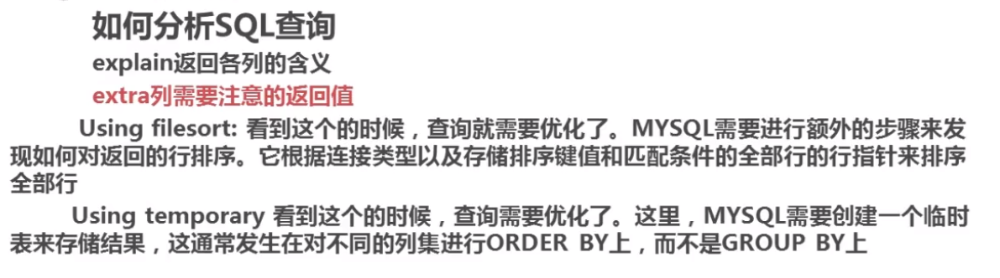 如何分析SQL查询
explain返回各列的含义
extra列需要注意的返回值
Using filesort: 看到这个的时候，查询就需要优化了。MYSQL需要进行额外的步骤来发
现如何对返回的行排序。它根据连接类型以及存储排序键值和匹配条件的全部行的行指针来排序
全部行
Using temporary 看到这个的时候，查询需要优化了。这里，MYSQL需要创建一个临时
表来存储结果，这通常发生在对不同的列集进行ORDER BY上，而不是GROUP BY上